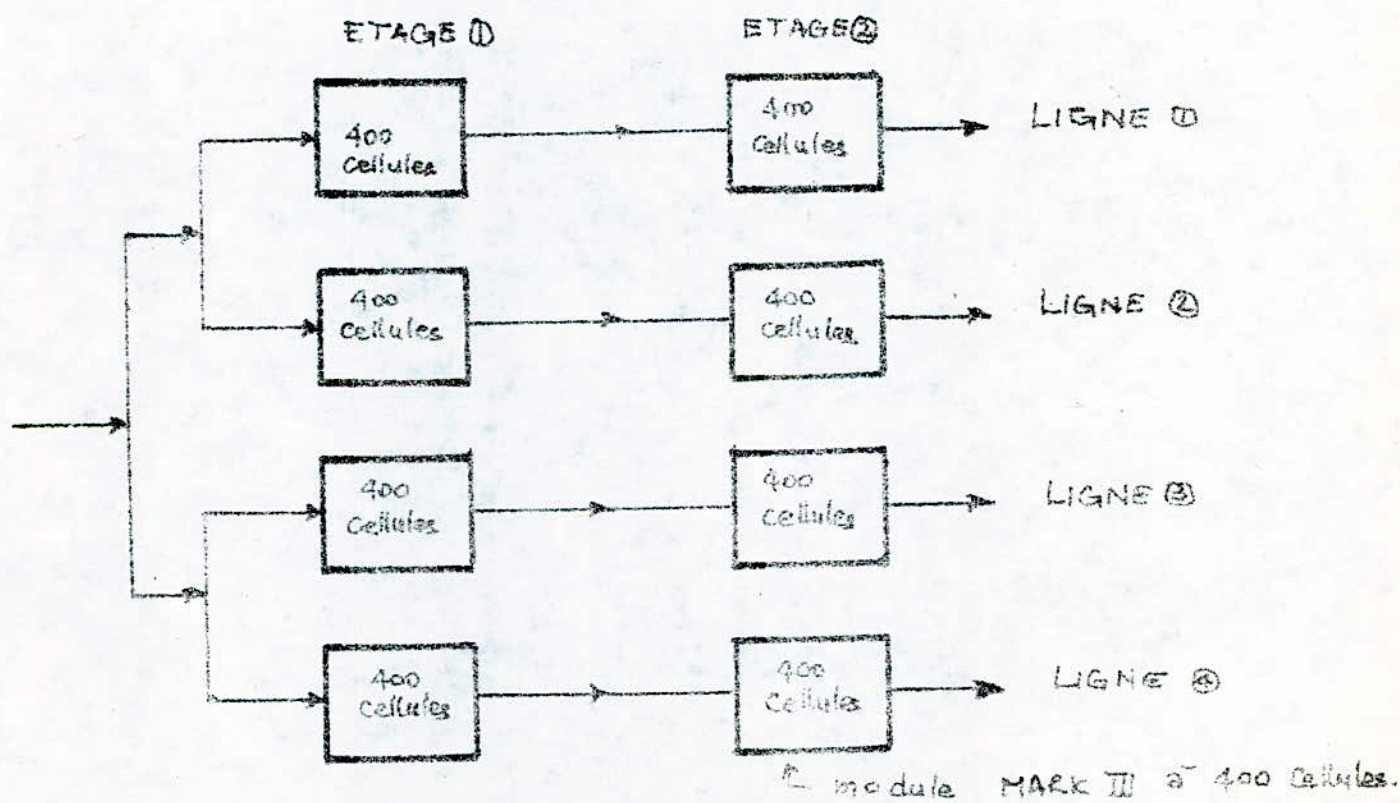 ETAGE ①
ETAGE ②
400
Cellules
400
Cellules
LIGNE ①
400
Cellules
400
Cellules
LIGNE ②
400
Cellules
400
Cellules
LIGNE ③
400
Cellules
400
Cellules
LIGNE ④
module MARK III à 400 Cellules.